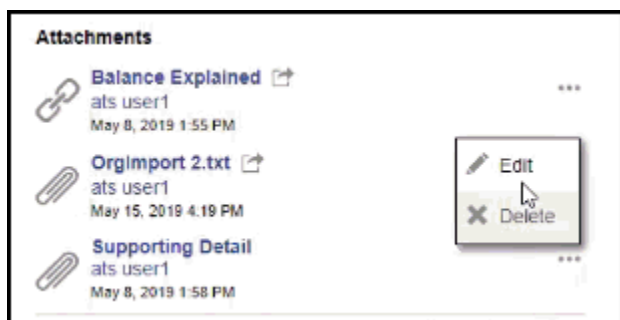 Attachments
Balance Explained
ats user1
May 8, 2019 1:55 PM
OrgImport 2.txt
ats user1
May 15, 2019 4:19 PM
Edit
Delete
Supporting Detail
ats user1
May 8, 2019 1:58 PM